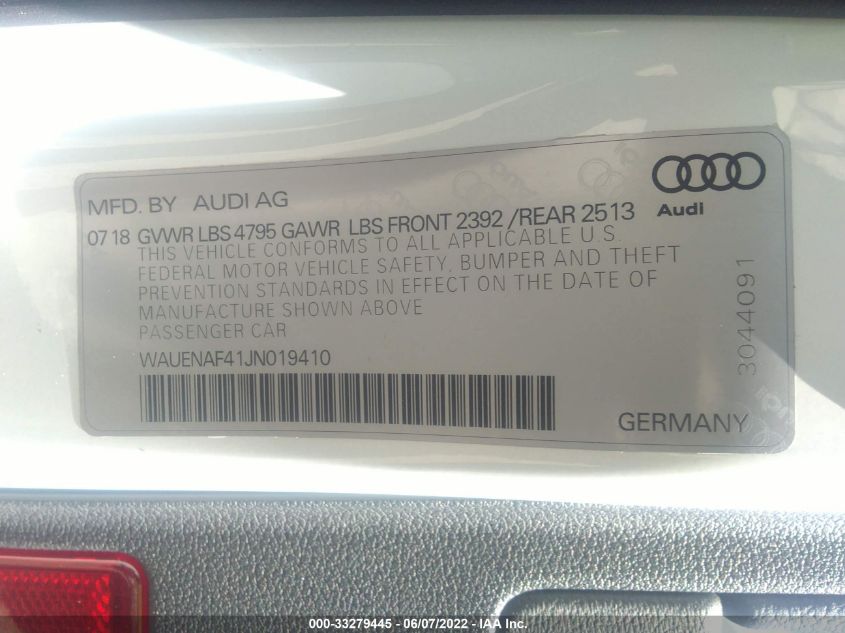 MFD. BY AUDI AG
Audi
07 18 GVWR LBS 4795 GAWR LBS FRONT 2392 /REAR 2513
THIS VEHICLE CONFORMS TO ALL APPLICABLE U.S.
FEDERAL MOTOR VEHICLE SAFETY, BUMPER AND THEFT
PREVENTION STANDARDS IN EFFECT ON THE DATE OF
MANUFACTURE SHOWN ABOVE
PASSENGER CAR
WAUENAF41JN019410
3044091
GERMANY
000-33279445 - 06/07/2022 - IAA Inc.